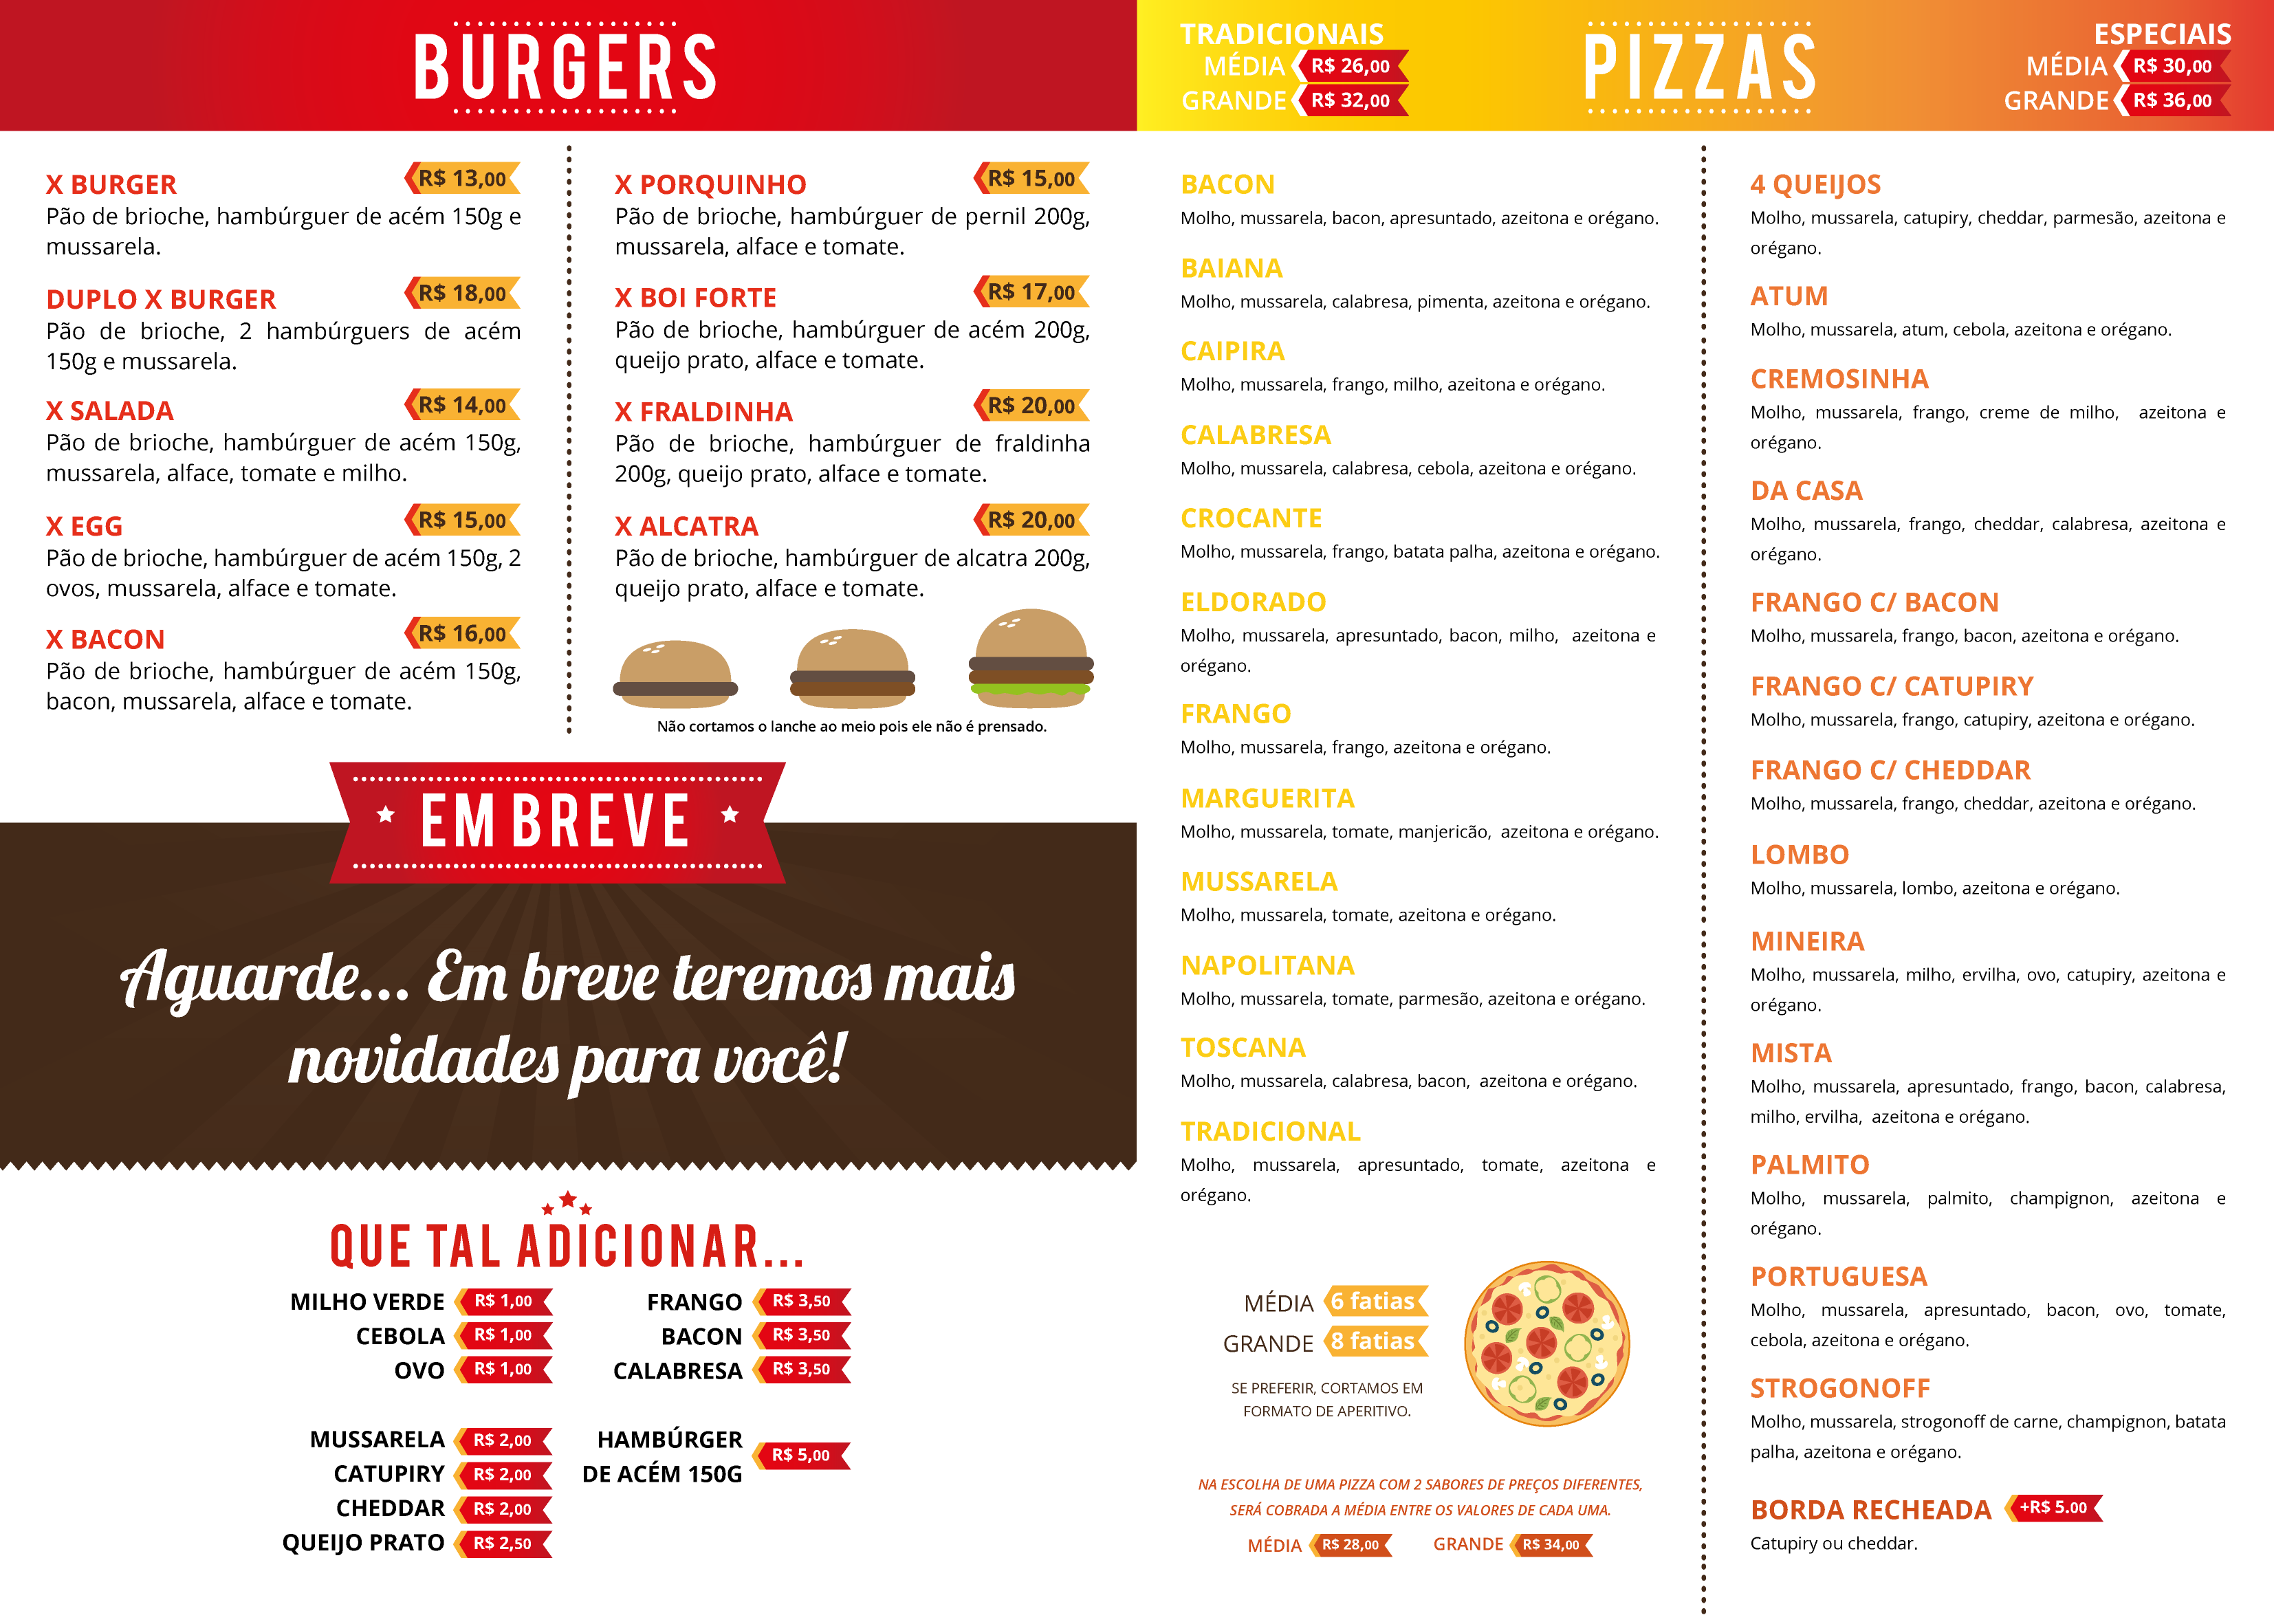 BURGERS
X BURGER
R$ 13,00
Pão de brioche, hambúrguer de acém 150g e
mussarela.
DUPLO X BURGER
R$ 18,00
Pão de brioche, 2 hambúrguers de acém
150g e mussarela.
X SALADA
R$ 14,00
Pão de brioche, hambúrguer de acém 150g,
mussarela, alface, tomate e milho.
X EGG
R$ 15,00
Pão de brioche, hambúrguer de acém 150g, 2
ovos, mussarela, alface e tomate.
X BACON
R$ 16,00
Pão de brioche, hambúrguer de acém 150g,
bacon, mussarela, alface e tomate.
X PORQUINHO
R$ 15,00
Pão de brioche, hambúrguer de pernil 200g,
mussarela, alface e tomate.
X BOI FORTE
R$ 17,00
Pão de brioche, hambúrguer de acém 200g,
queijo prato, alface e tomate.
X FRALDINHA
R$ 20,00
Pão de brioche, hambúrguer de fraldinha
200g, queijo prato, alface e tomate.
X ALCATRA
R$ 20,00
Pão de brioche, hambúrguer de alcatra 200g,
queijo prato, alface e tomate.
Não cortamos o lanche ao meio pois ele não é prensado.
EM BREVE
Aguarde... Em breve teremos mais
novidades para você!
QUE TAL ADICIONAR...
MILHO VERDE R$ 1,00
CEBOLA R$ 1,00
OVO R$ 1,00
MUSSARELA R$ 2,00
CATUPIRY R$ 2,00
CHEDDAR R$ 2,00
QUEIJO PRATO R$ 2,50
FRANGO R$ 3,50
BACON R$ 3,50
CALABRESA R$ 3,50
HAMBÚRGER
DE ACÉM 150G
R$ 5,00
TRADICIONAIS
MÉDIA R$ 26,00
GRANDE R$ 32,00
PIZZAS
ESPECIAIS
MÉDIA R$ 30,00
GRANDE R$ 36,00
BACON
Molho, mussarela, bacon, apresuntado, azeitona e orégano.
BAIANA
Molho, mussarela, calabresa, pimenta, azeitona e orégano.
CAIPIRA
Molho, mussarela, frango, milho, azeitona e orégano.
CALABRESA
Molho, mussarela, calabresa, cebola, azeitona e orégano.
CROCANTE
Molho, mussarela, frango, batata palha, azeitona e orégano.
ELDORADO
Molho, mussarela, apresuntado, bacon, milho, azeitona e
orégano.
FRANGO
Molho, mussarela, frango, azeitona e orégano.
MARGUERITA
Molho, mussarela, tomate, manjericão, azeitona e orégano.
MUSSARELA
Molho, mussarela, tomate, azeitona e orégano.
NAPOLITANA
Molho, mussarela, tomate, parmesão, azeitona e orégano.
TOSCANA
Molho, mussarela, calabresa, bacon, azeitona e orégano.
TRADICIONAL
Molho, mussarela, apresuntado, tomate, azeitona e
orégano.
MÉDIA 6 fatias
GRANDE 8 fatias
SE PREFERIR, CORTAMOS EM
FORMATO DE APERITIVO.
NA ESCOLHA DE UMA PIZZA COM 2 SABORES DE PREÇOS DIFERENTES,
SERÁ COBRADA A MÉDIA ENTRE OS VALORES DE CADA UMA.
MÉDIA R$ 28,00 GRANDE R$ 34,00
4 QUEIJOS
Molho, mussarela, catupiry, cheddar, parmesão, azeitona e
orégano.
ATUM
Molho, mussarela, atum, cebola, azeitona e orégano.
CREMOSINHA
Molho, mussarela, frango, creme de milho, azeitona e
orégano.
DA CASA
Molho, mussarela, frango, cheddar, calabresa, azeitona e
orégano.
FRANGO C/ BACON
Molho, mussarela, frango, bacon, azeitona e orégano.
FRANGO C/ CATUPIRY
Molho, mussarela, frango, catupiry, azeitona e orégano.
FRANGO C/ CHEDDAR
Molho, mussarela, frango, cheddar, azeitona e orégano.
LOMBO
Molho, mussarela, lombo, azeitona e orégano.
MINEIRA
Molho, mussarela, milho, ervilha, ovo, catupiry, azeitona e
orégano.
MISTA
Molho, mussarela, apresuntado, frango, bacon, calabresa,
milho, ervilha, azeitona e orégano.
PALMITO
Molho, mussarela, palmito, champignon, azeitona e
orégano.
PORTUGUESA
Molho, mussarela, apresuntado, bacon, ovo, tomate,
cebola, azeitona e orégano.
STROGONOFF
Molho, mussarela, strogonoff de carne, champignon, batata
palha, azeitona e orégano.
BORDA RECHEADA +R$ 5.00
Catupiry ou cheddar.